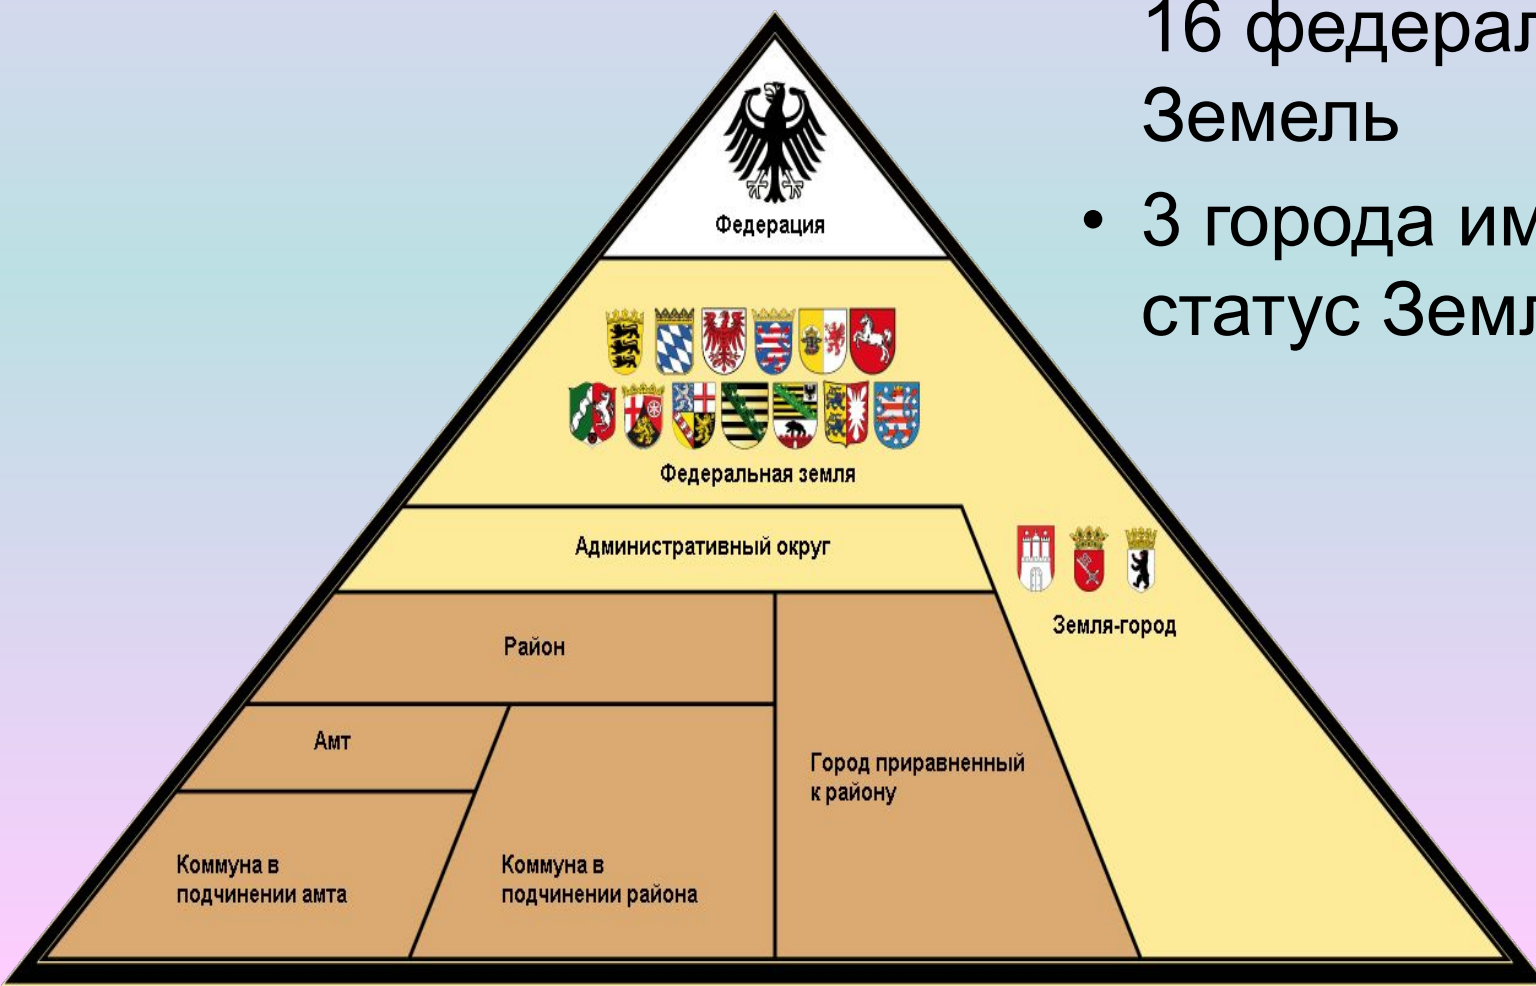 16 федерал
Земель
• 3 города им
статус Земл
Федерация
Федеральная земля
Административный округ
Земля-город
Район
Амт
Город приравненный
к району
Коммуна в
подчинении амта
Коммуна в
подчинении района